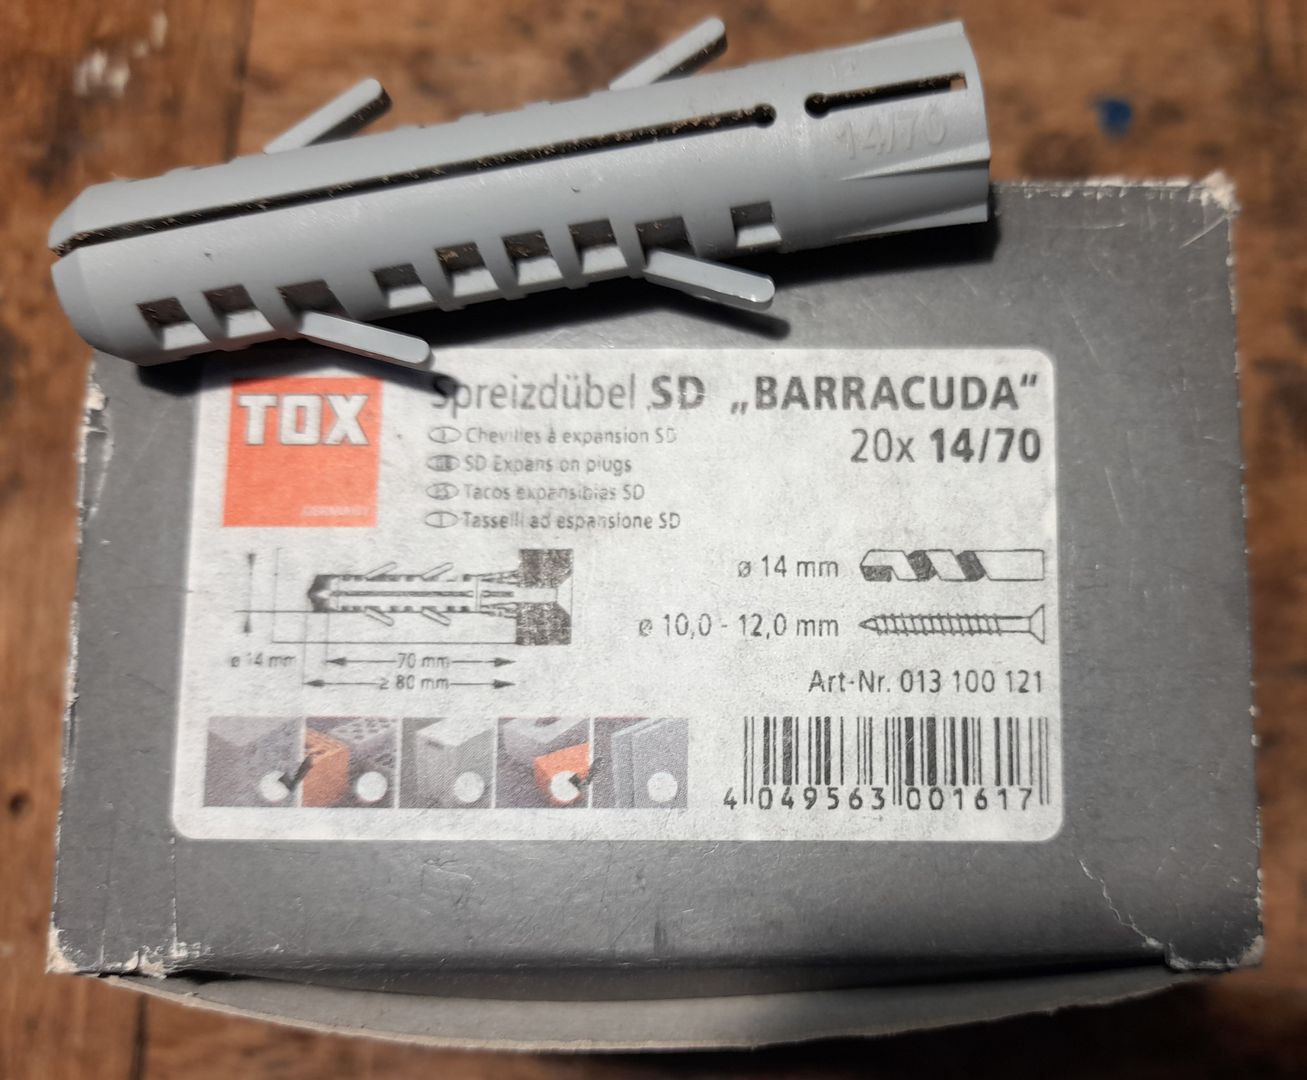 14/70
TOX
GERMANY
Spreizdübel SD „BARRACUDA“
20x 14/70
Chevilles à expansion SD
SD Expansion plugs
Tacos expansibles SD
Tasselli ad espansione SD
ø 14 mm
ø 10,0 - 12,0 mm
ø 14 mm
70 mm
≥ 80 mm
Art-Nr. 013 100 121
4 049563 001617